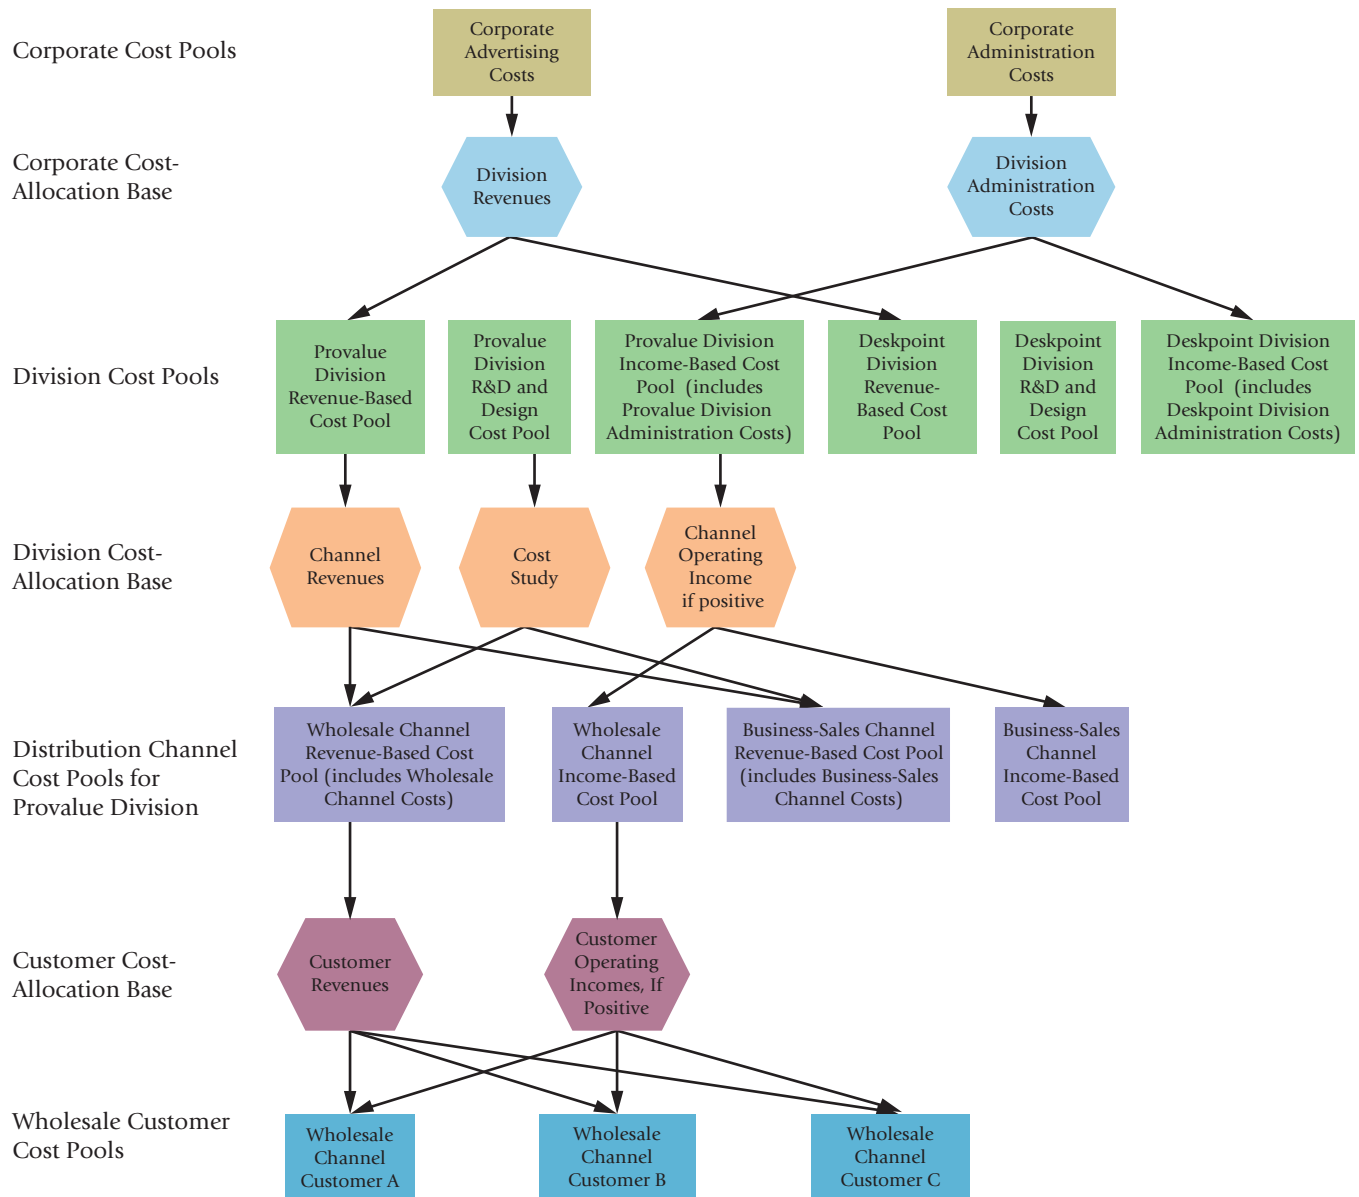 Corporate Cost Pools
Corporate
Advertising
Costs
Corporate
Administration
Costs
Corporate Cost-
Allocation Base
Division
Revenues
Division
Administration
Costs
Division Cost Pools
Provalue
Division
Revenue-Based
Cost Pool
Provalue
Division
R&D and
Design
Cost Pool
Provalue Division
Income-Based Cost
Pool (includes
Provalue Division
Administration Costs)
Deskpoint
Division
Revenue-
Based Cost
Pool
Deskpoint
Division
R&D and
Design
Cost Pool
Deskpoint Division
Income-Based Cost
Pool (includes
Deskpoint Division
Administration Costs)
Division Cost-
Allocation Base
Channel
Revenues
Cost
Study
Channel
Operating
Income
if positive
Distribution Channel
Cost Pools for
Provalue Division
Wholesale Channel
Revenue-Based Cost
Pool (includes Wholesale
Channel Costs)
Wholesale
Channel
Income-Based
Cost Pool
Business-Sales Channel
Revenue-Based Cost Pool
(includes Business-Sales
Channel Costs)
Business-Sales
Channel
Income-Based
Cost Pool
Customer Cost-
Allocation Base
Customer
Revenues
Customer
Operating
Incomes, If
Positive
Wholesale Customer
Cost Pools
Wholesale
Channel
Customer A
Wholesale
Channel
Customer B
Wholesale
Channel
Customer C